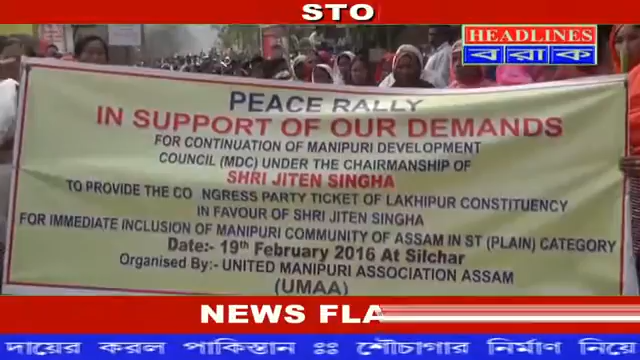 STO
HEADLINES
বরাক
PEACE RALLY
IN SUPPORT OF OUR DEMANDS
FOR CONTINUATION OF MANIPURI DEVELOPMENT
COUNCIL (MDC) UNDER THE CHAIRMANSHIP OF
SHRI JITEN SINGHA
TO PROVIDE THE CO NGRESS PARTY TICKET OF LAKHIPUR CONSTITUENCY
IN FAVOUR OF SHRI JITEN SINGHA
FOR IMMEDIATE INCLUSION OF MANIPURI COMMUNITY OF ASSAM IN ST (PLAIN) CATEGORY
Date:- 19th February 2016 At Silchar
Organised By:- UNITED MANIPURI ASSOCIATION ASSAM
(UMAA)
NEWS FLA
দায়ের করল পাকিস্তান ঃঃ শৌচাগার নির্মাণ নিয়ে